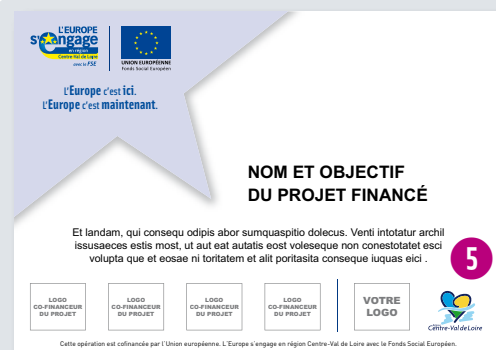 L'EUROPE
s'engage
en région
Centre-Val de Loire
avec le FSE
UNION EUROPÉENNE
Fonds Social Européen
L'Europe c'est ici.
L'Europe c'est maintenant.
NOM ET OBJECTIF
DU PROJET FINANCÉ
Et landam, qui consequ odipis abor sumquaspitio dolecus. Venti intotatur archil
issusaeces estis most, ut aut eat autatis eost voleseque non conestotatet esci
volupta que et eosae ni toritatem et alit poritasita conseque iuquas eici .
5
LOGO
CO-FINANCEUR
DU PROJET
LOGO
CO-FINANCEUR
DU PROJET
LOGO
CO-FINANCEUR
DU PROJET
LOGO
CO-FINANCEUR
DU PROJET
VOTRE
LOGO
Centre-Val de Loire
Cette opération est cofinancée par l'Union européenne. L'Europe s'engage en région Centre-Val de Loire avec le Fonds Social Européen.